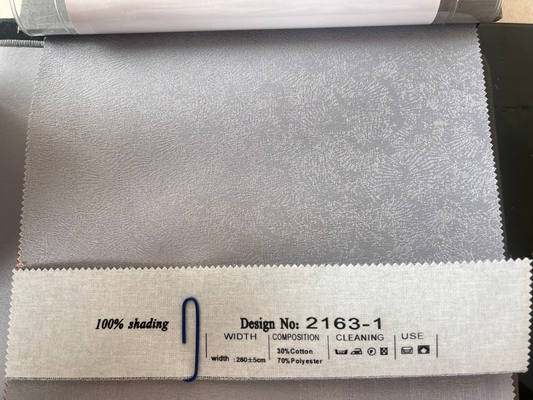 100% shading
Design No: 2163-1
WIDTH COMPOSITION CLEANING USE
width :280±5cm
30%Cotton
70%Polyester